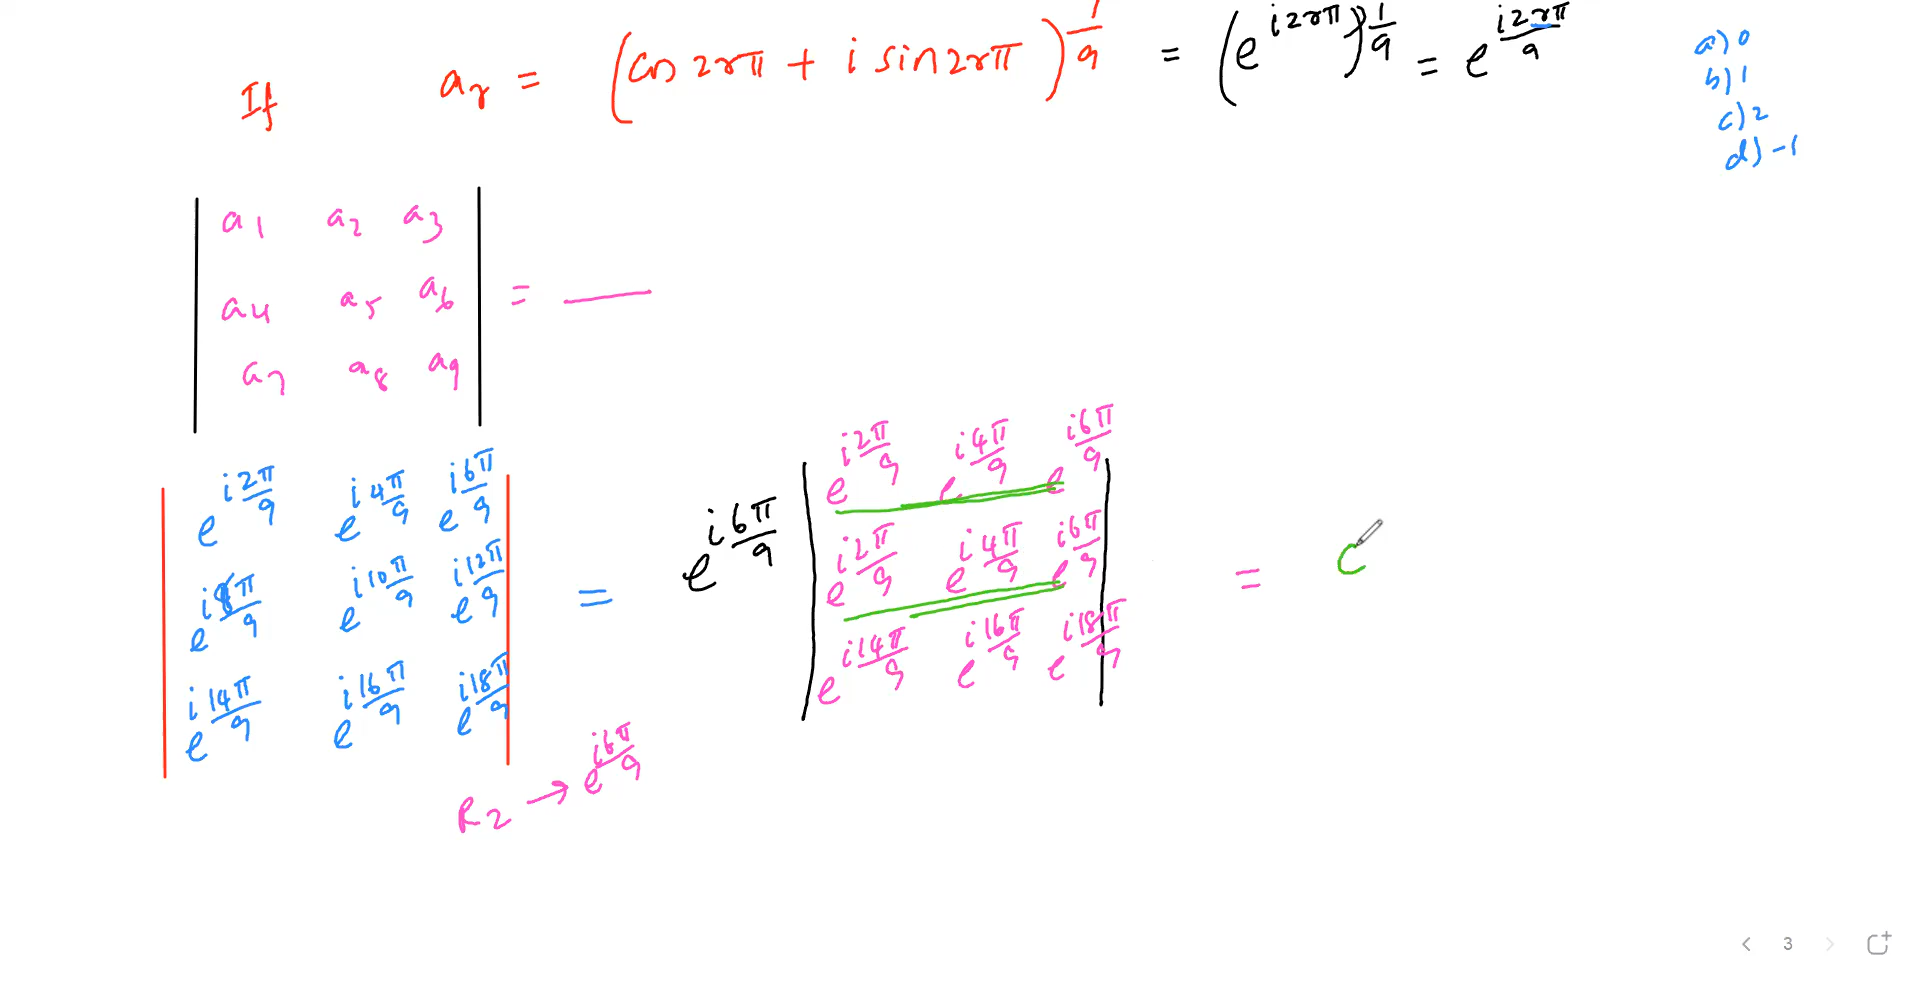 If a_r = (cos 2rπ + i sin 2rπ)^{1/9} = (e^{i2rπ})^{1/9} = e^{i2rπ/9}
a) 0
b) 1
c) 2
d) -1
| a1 a2 a3 |
| a4 a5 a6 | = ___
| a7 a8 a9 |
| e^{i2π/9} e^{i4π/9} e^{i6π/9} |
| e^{i8π/9} e^{i10π/9} e^{i12π/9} |
| e^{i14π/9} e^{i16π/9} e^{i18π/9} |
= e^{i6π/9}
| e^{i2π/9} e^{i4π/9} e^{i6π/9} |
| e^{i2π/9} e^{i4π/9} e^{i6π/9} |
| e^{i14π/9} e^{i16π/9} e^{i18π/9} |
=
R2 → e^{i6π/9}
< 3 >